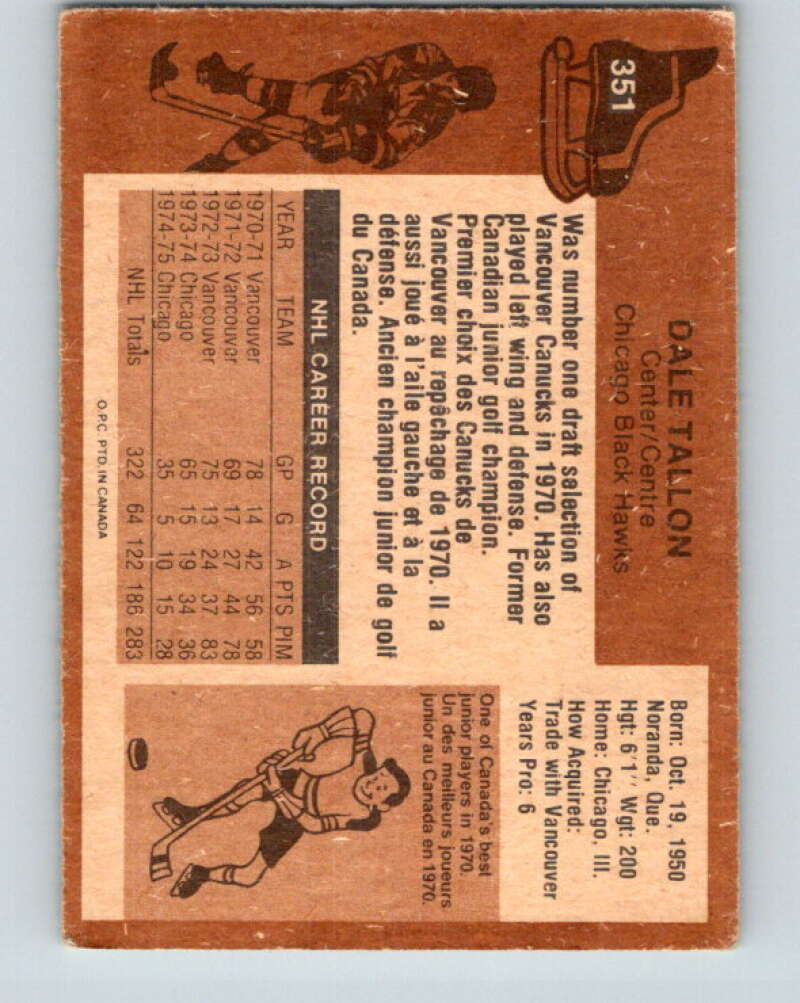 351
DALE TALLON
Center/Centre
Chicago Black Hawks
Born: Oct. 19, 1950
Noranda, Que.
Hgt: 6'1'' Wgt: 200
Home: Chicago, Ill.
How Acquired:
Trade with Vancouver
Years Pro: 6
Was number one draft selection of
Vancouver Canucks in 1970. Has also
played left wing and defense. Former
Canadian junior golf champion.
Premier choix des Canucks de
Vancouver au repêchage de 1970. Il a
aussi joué à l'aile gauche et à la
défense. Ancien champion junior de golf
du Canada.
NHL CAREER RECORD
YEAR TEAM GP G A PTS PIM
1970-71 Vancouver 78 14 42 56 58
1971-72 Vancouver 69 17 27 44 78
1972-73 Vancouver 75 13 24 37 83
1973-74 Chicago 65 15 19 34 36
1974-75 Chicago 35 5 10 15 28
NHL Totals 322 64 122 186 283
One of Canada's best
junior players in 1970.
Un des meilleurs joueurs
junior au Canada en 1970.
O.P.C. PTD. IN CANADA